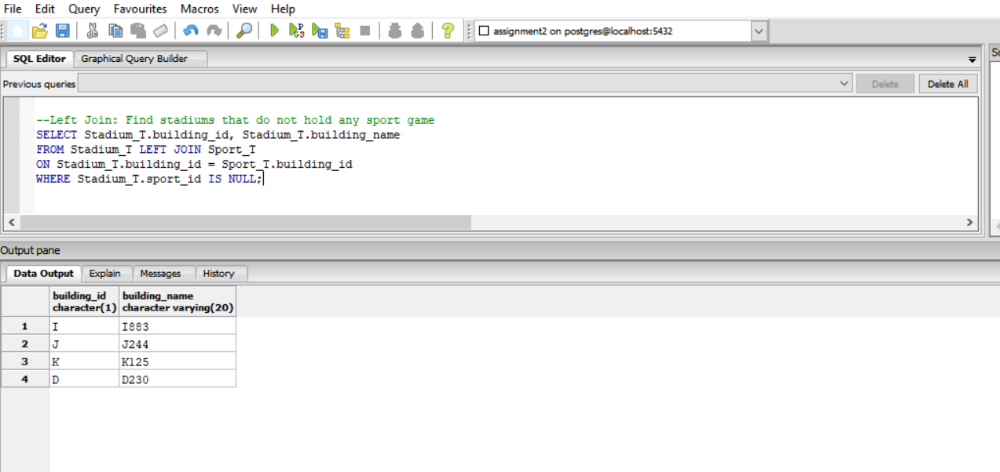 File Edit Query Favourites Macros View Help
assignment2 on postgres@localhost:5432
SQL Editor Graphical Query Builder
Previous queries Delete Delete All
--Left Join: Find stadiums that do not hold any sport game
SELECT Stadium_T.building_id, Stadium_T.building_name
FROM Stadium_T LEFT JOIN Sport_T
ON Stadium_T.building_id = Sport_T.building_id
WHERE Stadium_T.sport_id IS NULL;
Output pane
Data Output Explain Messages History
building_id building_name
character(1) character varying(20)
1 I I883
2 J J244
3 K K125
4 D D230